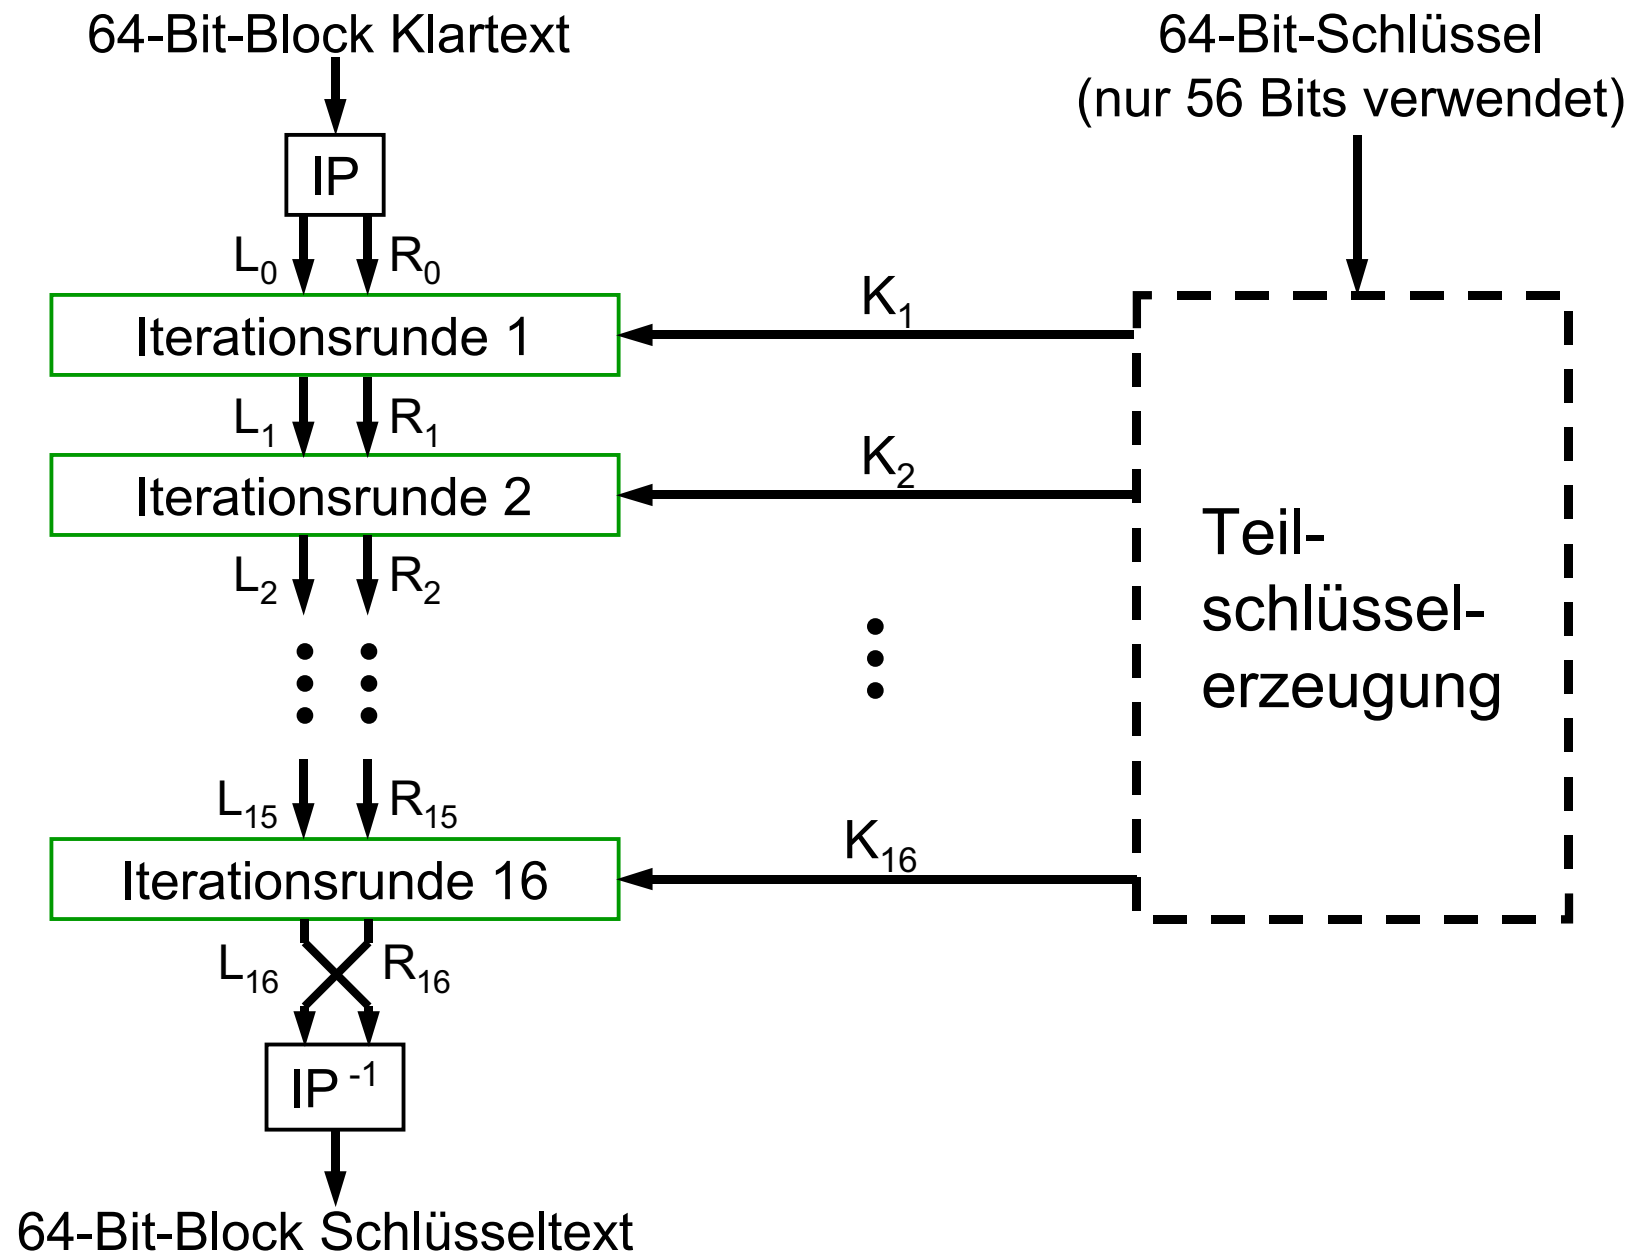 64-Bit-Block Klartext
64-Bit-Schlüssel
(nur 56 Bits verwendet)
IP
L0 R0
K1
Iterationsrunde 1
L1 R1
K2
Iterationsrunde 2
L2 R2
Teil-
schlüssel-
erzeugung
L15 R15
K16
Iterationsrunde 16
L16 R16
IP -1
64-Bit-Block Schlüsseltext